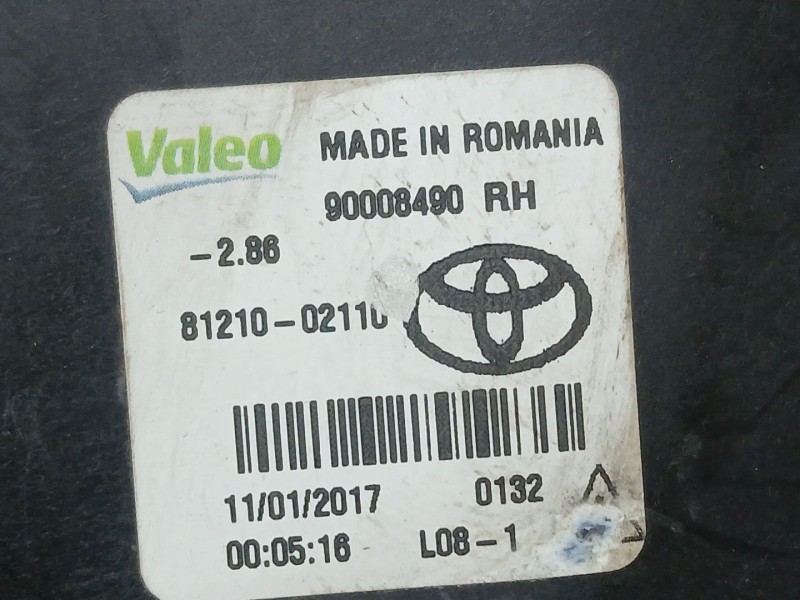 Valeo MADE IN ROMANIA
90008490 RH
-2.86
81210-02110
11/01/2017 0132
00:05:16 L08-1